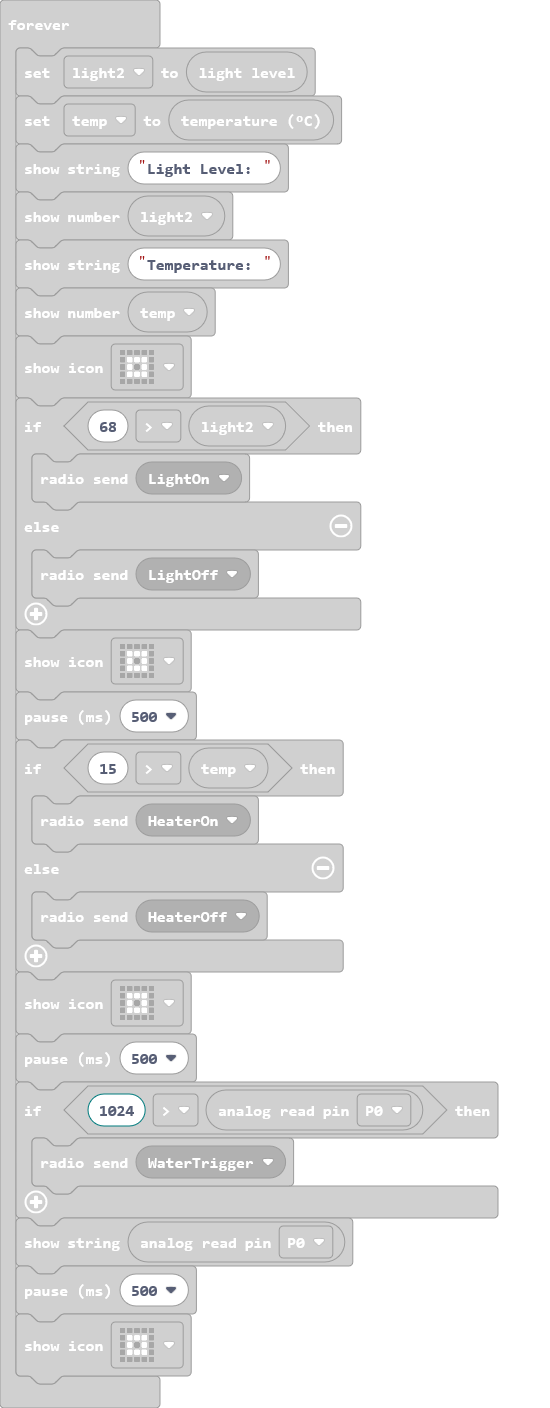 forever
set light2 to light level
set temp to temperature (ºC)
show string "Light Level: "
show number light2
show string "Temperature: "
show number temp
show icon
if 68 > light2 then
radio send LightOn
else
radio send LightOff
show icon
pause (ms) 500
if 15 > temp then
radio send HeaterOn
else
radio send HeaterOff
show icon
pause (ms) 500
if 1024 > analog read pin P0 then
radio send WaterTrigger
show string analog read pin P0
pause (ms) 500
show icon